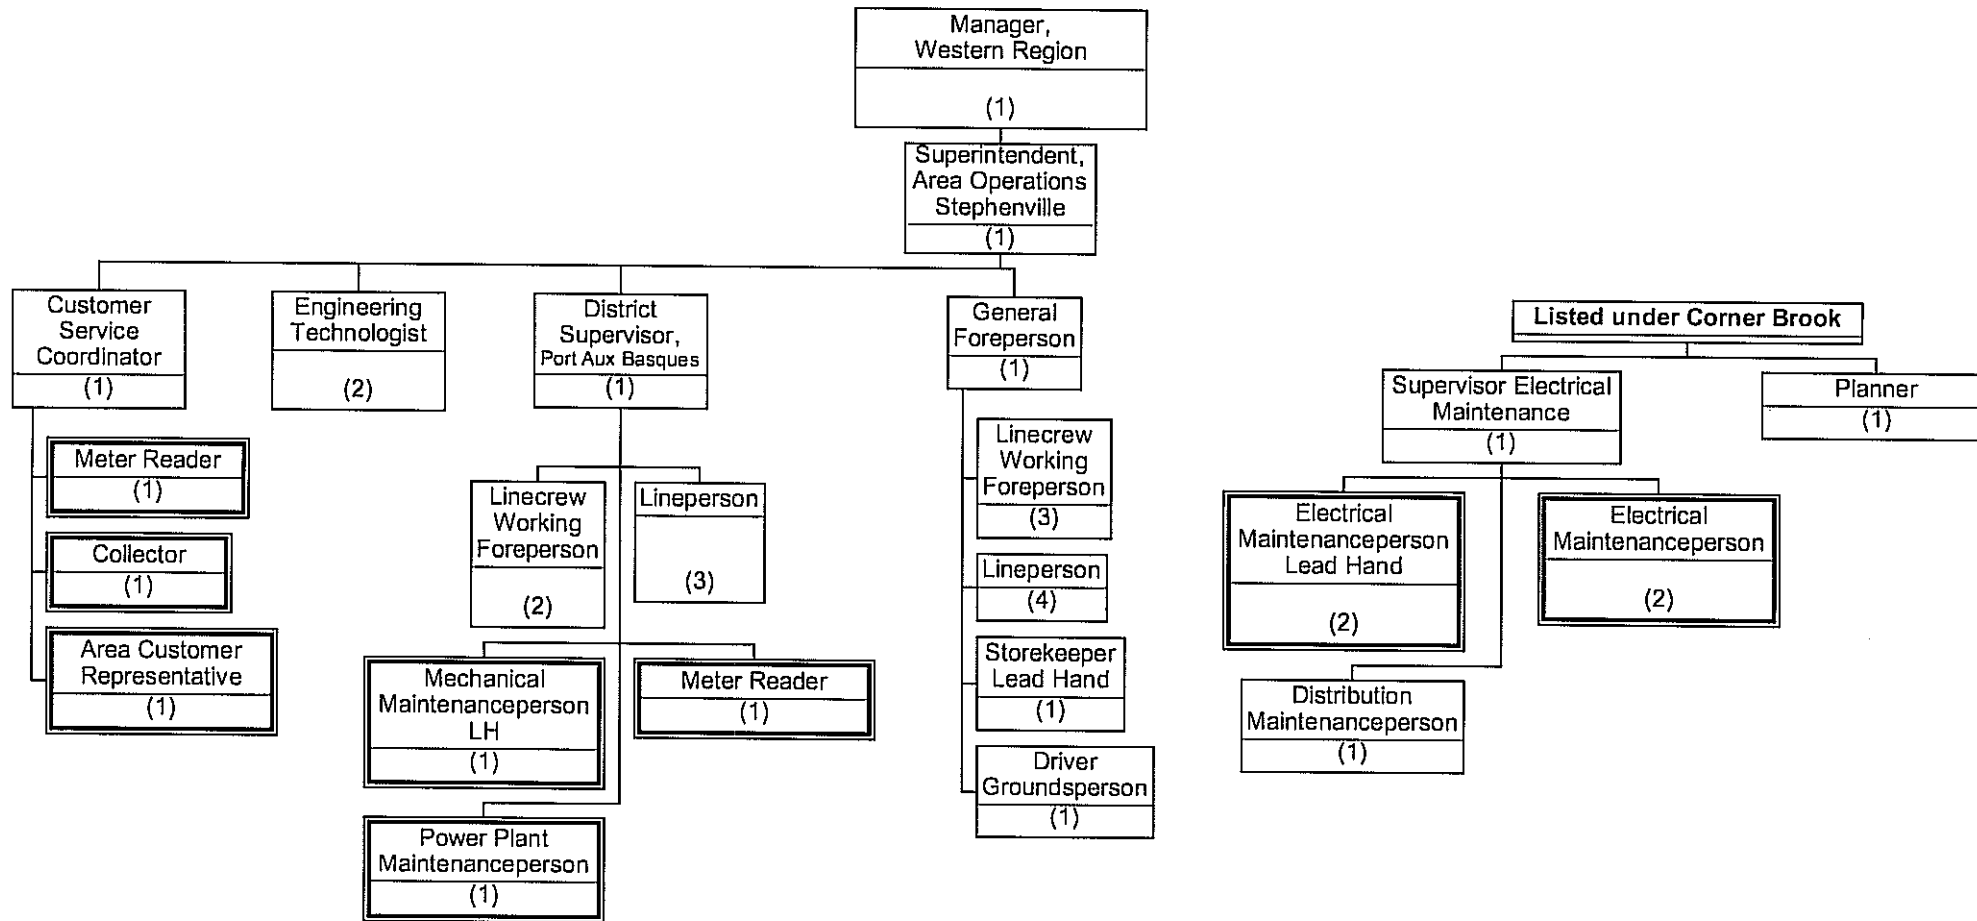 Manager,
Western Region
(1)
Superintendent,
Area Operations
Stephenville
(1)
Customer
Service
Coordinator
(1)
Meter Reader
(1)
Collector
(1)
Area Customer
Representative
(1)
Engineering
Technologist
(2)
District
Supervisor,
Port Aux Basques
(1)
Linecrew
Working
Foreperson
(2)
Lineperson
(3)
Mechanical
Maintenanceperson
LH
(1)
Meter Reader
(1)
Power Plant
Maintenanceperson
(1)
General
Foreperson
(1)
Linecrew
Working
Foreperson
(3)
Lineperson
(4)
Storekeeper
Lead Hand
(1)
Driver
Groundsperson
(1)
Listed under Corner Brook
Supervisor Electrical
Maintenance
(1)
Planner
(1)
Electrical
Maintenanceperson
Lead Hand
(2)
Electrical
Maintenanceperson
(2)
Distribution
Maintenanceperson
(1)